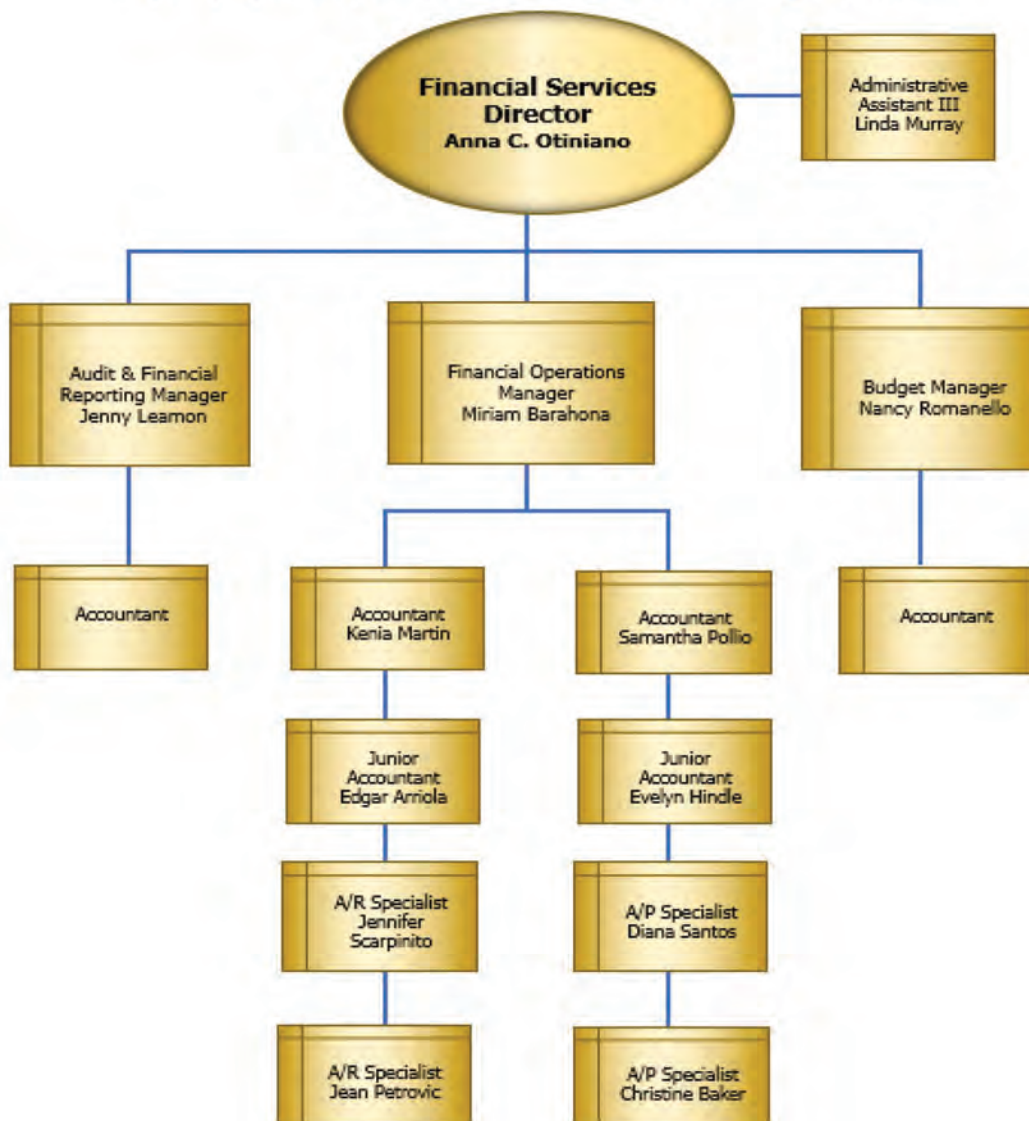 Financial Services
Director
Anna C. Otiniano
Administrative
Assistant III
Linda Murray
Audit & Financial
Reporting Manager
Jenny Leamon
Financial Operations
Manager
Miriam Barahona
Budget Manager
Nancy Romanello
Accountant
Accountant
Kenia Martin
Accountant
Samantha Pollio
Accountant
Junior
Accountant
Edgar Arriola
Junior
Accountant
Evelyn Hindle
A/R Specialist
Jennifer
Scarpinito
A/P Specialist
Diana Santos
A/R Specialist
Jean Petrovic
A/P Specialist
Christine Baker